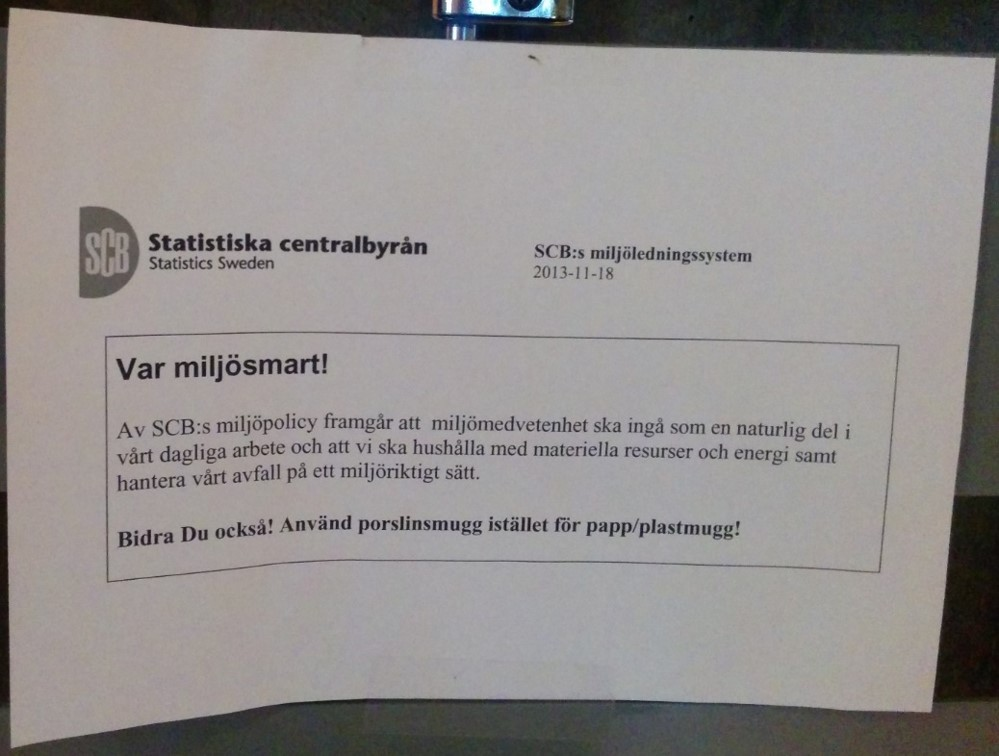 SCB
Statistiska centralbyrån
Statistics Sweden
SCB:s miljöledningssystem
2013-11-18
Var miljösmart!
Av SCB:s miljöpolicy framgår att miljömedvetenhet ska ingå som en naturlig del i
vårt dagliga arbete och att vi ska hushålla med materiella resurser och energi samt
hantera vårt avfall på ett miljöriktigt sätt.
Bidra Du också! Använd porslinsmugg istället för papp/plastmugg!